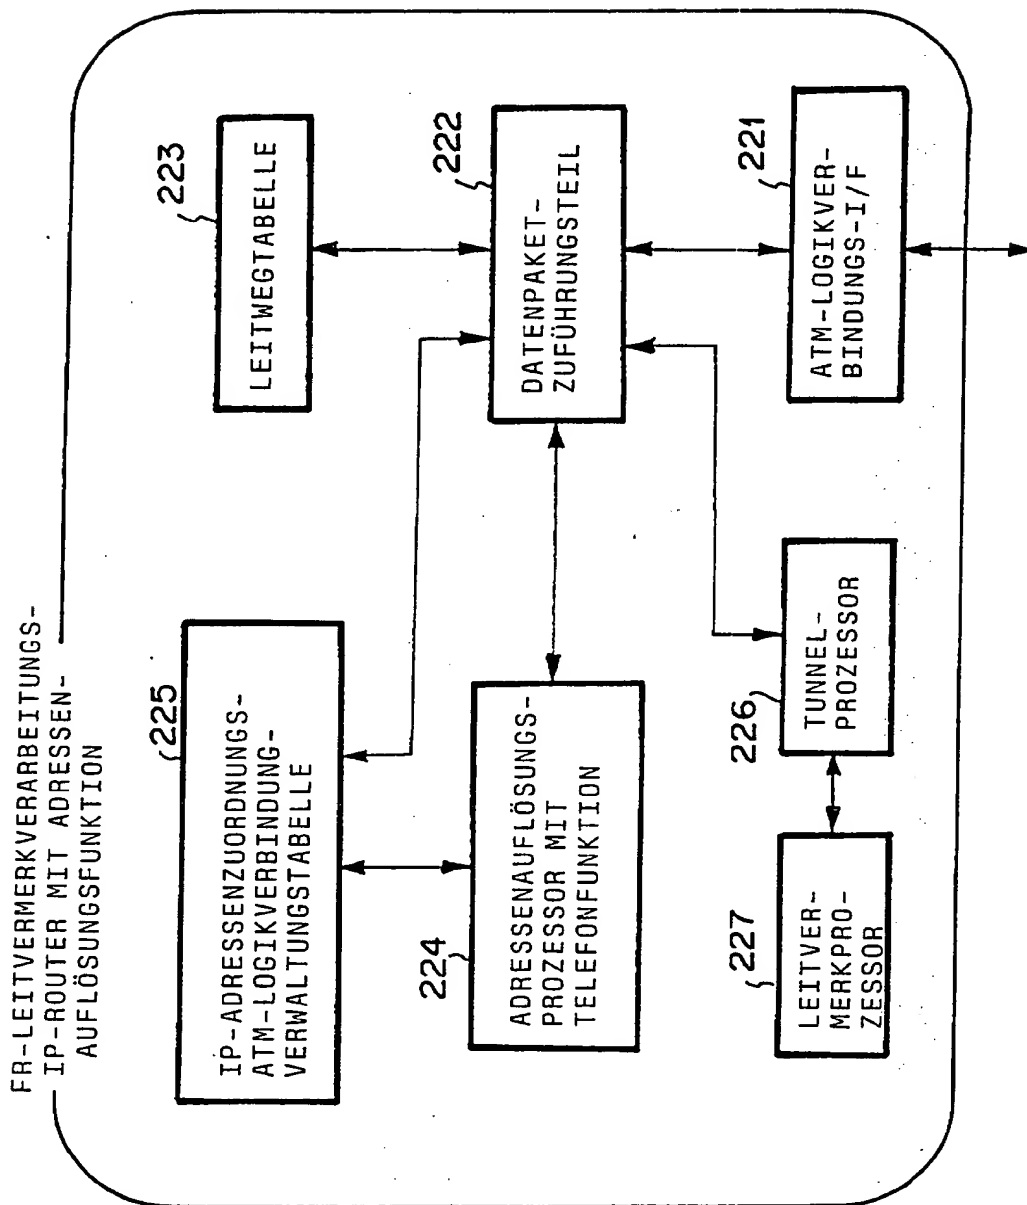 FR-LEITVERMERKVERARBEITUNGS-
IP-ROUTER MIT ADRESSEN-
AUFLÖSUNGSFUNKTION
225
IP-ADRESSENZUORDNUNGS-
ATM-LOGIKVERBINDUNG-
VERWALTUNGSTABELLE
223
LEITWEGTABELLE
224
ADRESSENAUFLÖSUNGS-
PROZESSOR MIT
TELEFONFUNKTION
222
DATENPAKET-
ZUFÜHRUNGSTEIL
227
LEITVER-
MERKPRO-
ZESSOR
226
TUNNEL-
PROZESSOR
221
ATM-LOGIKVER-
BINDUNGS-I/F